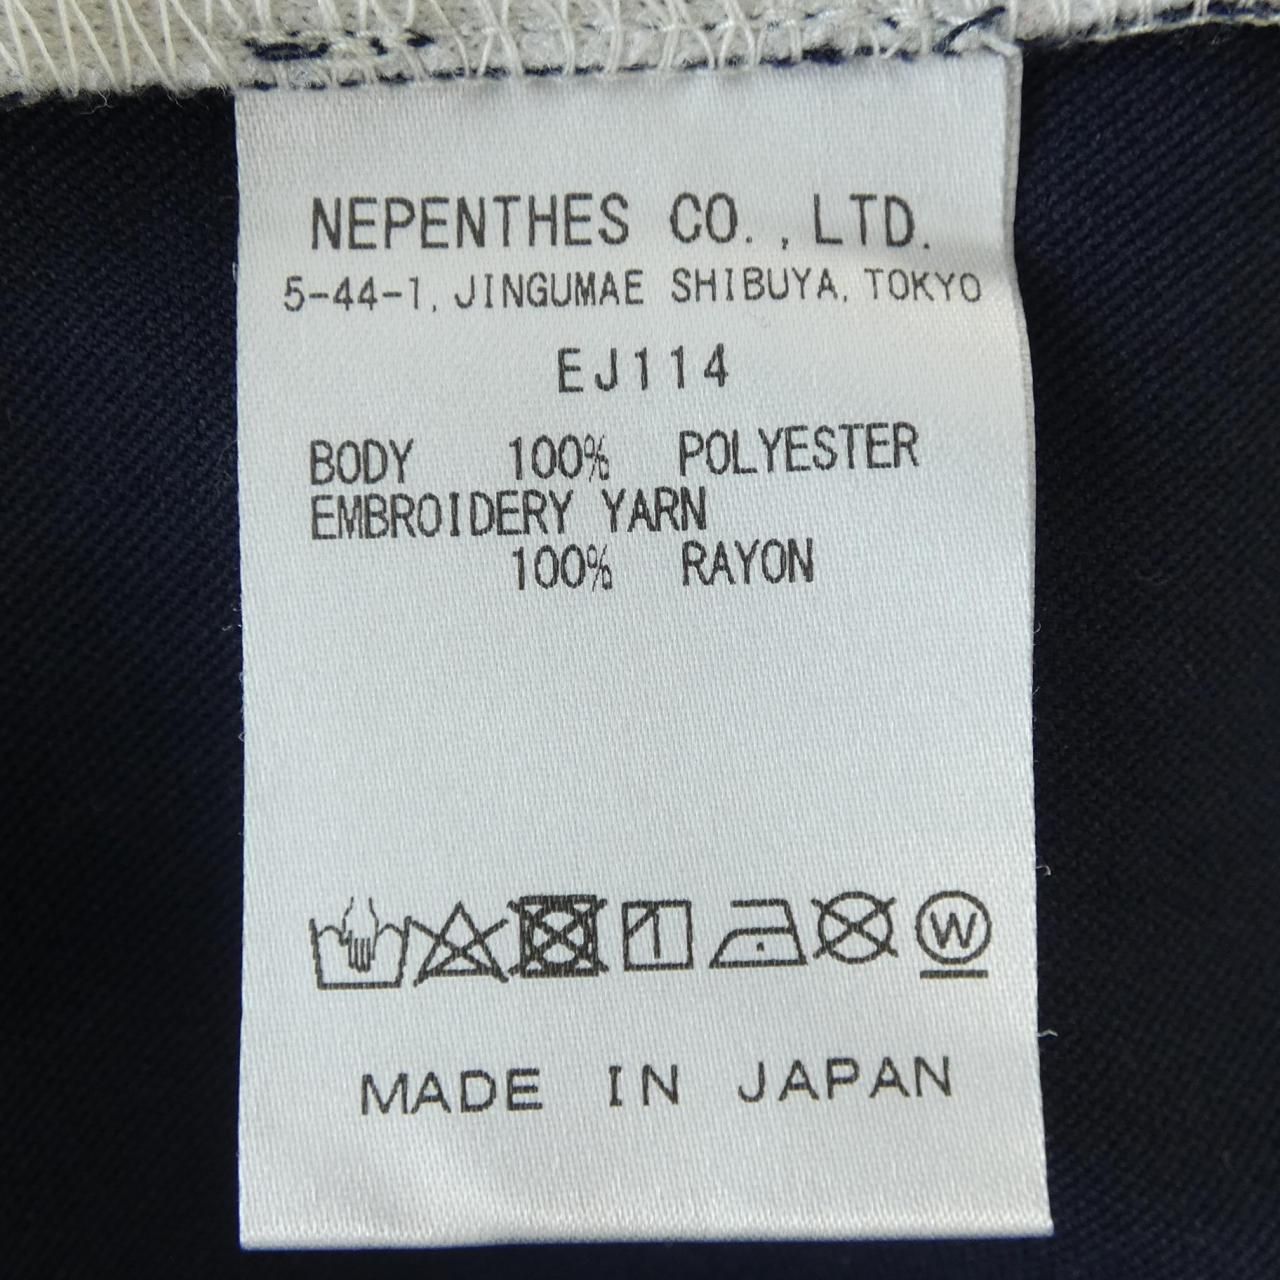 NEPENTHES CO., LTD.
5-44-1, JINGUMAE SHIBUYA, TOKYO
EJ114
BODY 100% POLYESTER
EMBROIDERY YARN
100% RAYON
W
MADE IN JAPAN